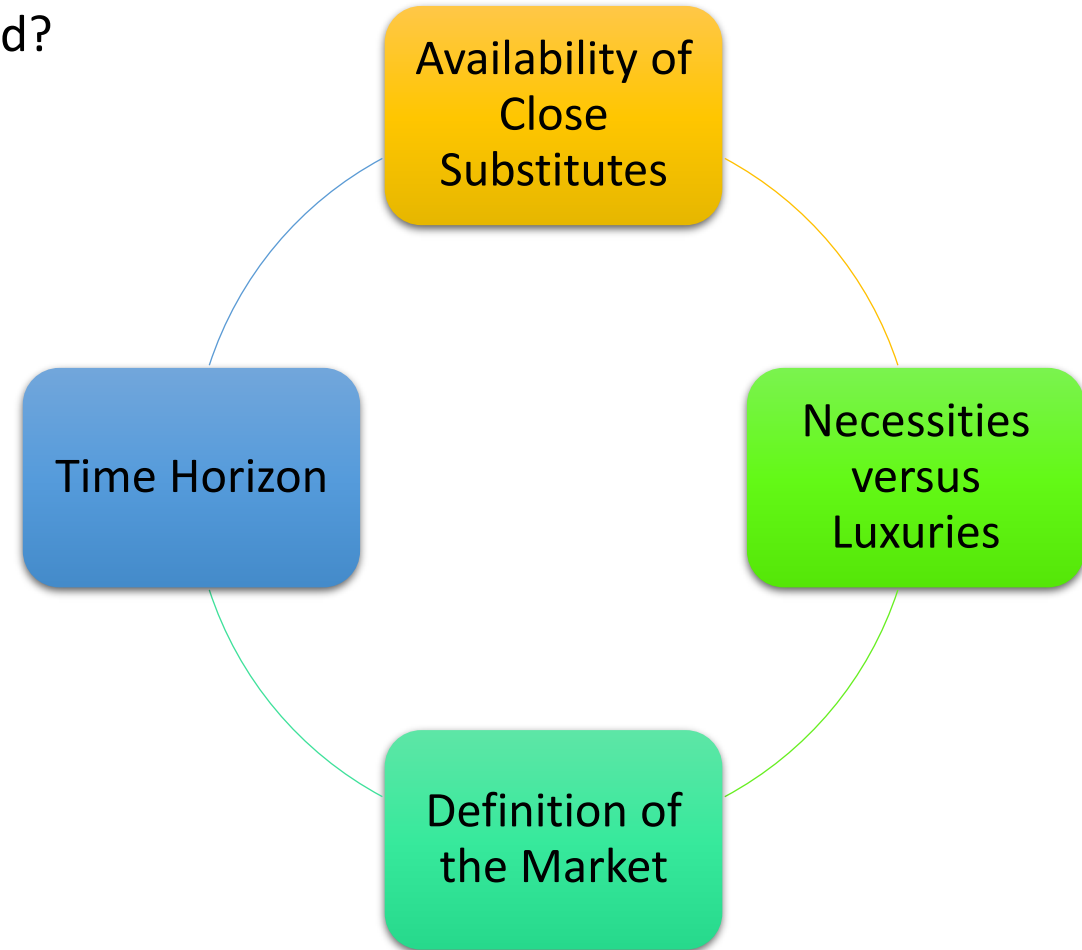 d?
Availability of
Close
Substitutes
Time Horizon
Necessities
versus
Luxuries
Definition of
the Market